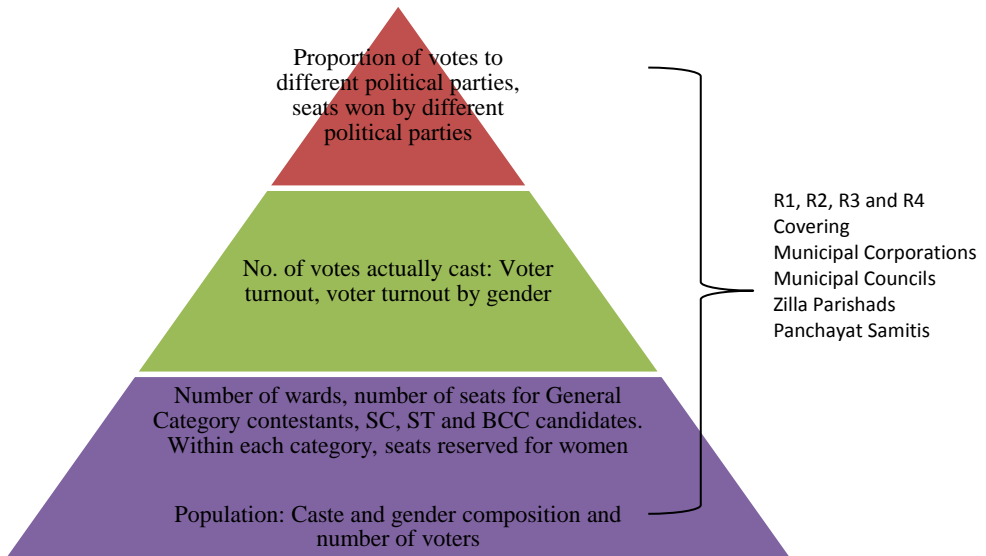 Proportion of votes to
different political parties,
seats won by different
political parties
No. of votes actually cast: Voter
turnout, voter turnout by gender
Number of wards, number of seats for General
Category contestants, SC, ST and BCC candidates.
Within each category, seats reserved for women
Population: Caste and gender composition and
number of voters
R1, R2, R3 and R4
Covering
Municipal Corporations
Municipal Councils
Zilla Parishads
Panchayat Samitis